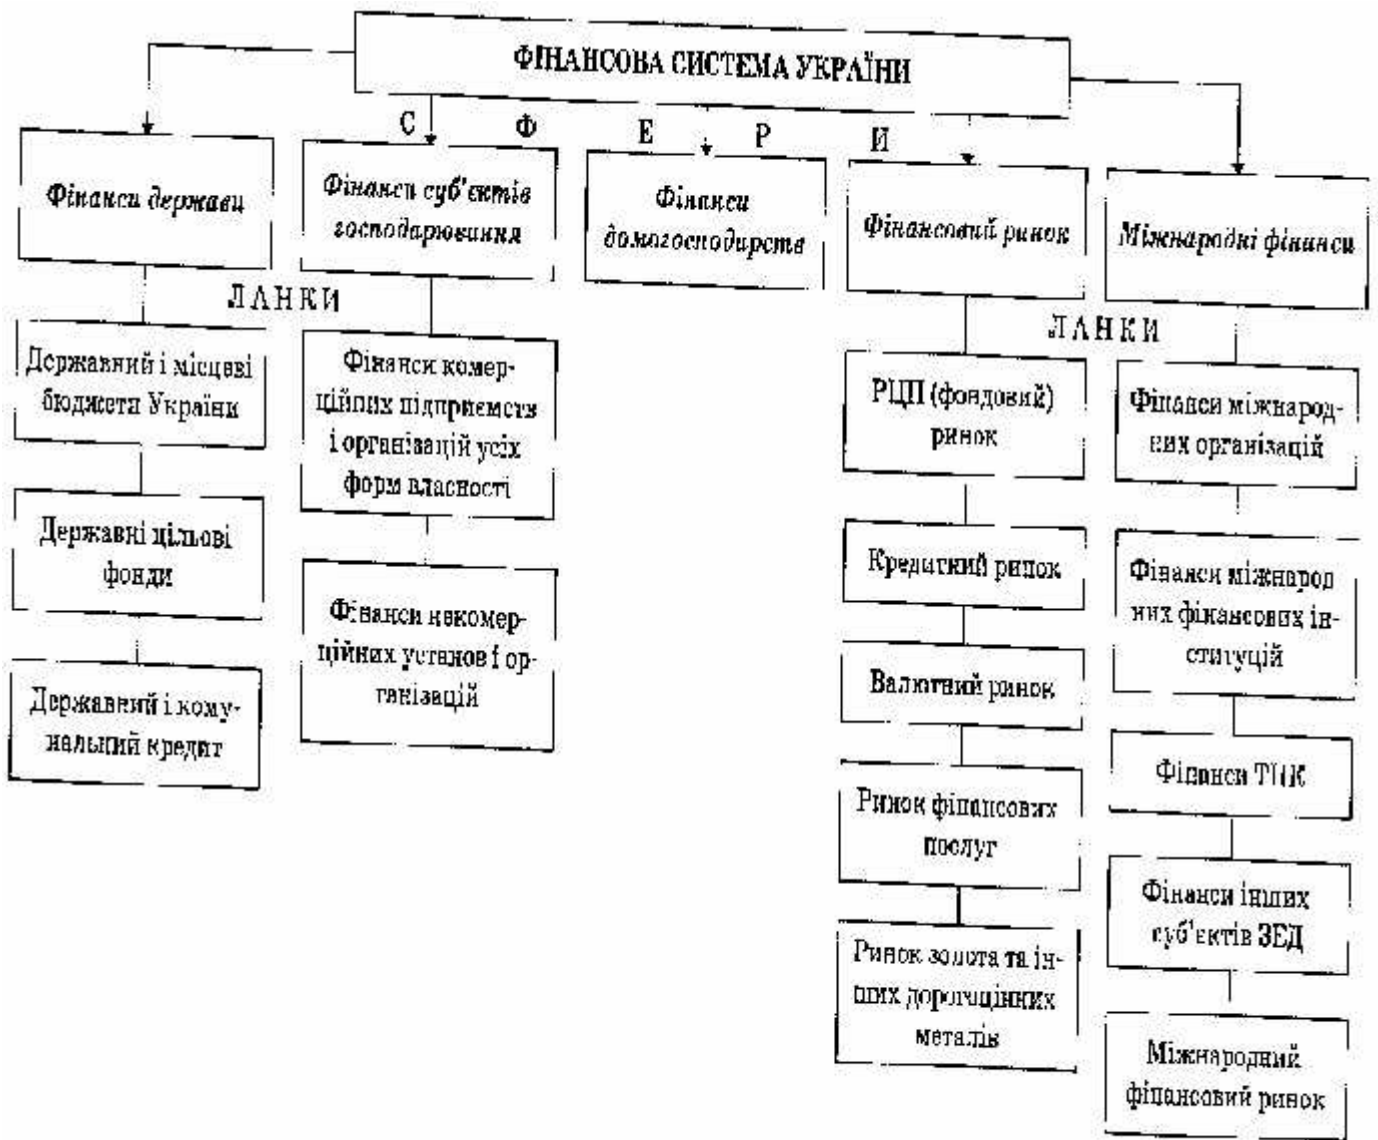 ФІНАНСОВА СИСТЕМА УКРАЇНИ
С Ф Е Р И
Фінанси держави
Фінанси суб'єктів
господарювання
Фінанси
домогосподарств
Фінансовий ринок
Міжнародні фінанси
ЛАНКИ
ЛАНКИ
Державний і місцеві
бюджети України
Державні цільові
фонди
Державний і кому-
нальний кредит
Фінанси комер-
ційних підприємств
і організацій усіх
форм власності
Фінанси некомер-
ційних установ і ор-
ганізацій
РЦП (фондовий)
ринок
Кредитний ринок
Валютний ринок
Ринок фінансових
послуг
Ринок золота та ін-
ших дорогоцінних
металів
Фінанси міжнарод-
них організацій
Фінанси міжнарод
них фінансових ін-
ституцій
Фінанси ТНК
Фінанси інших
суб'єктів ЗЕД
Міжнародний
фінансовий ринок